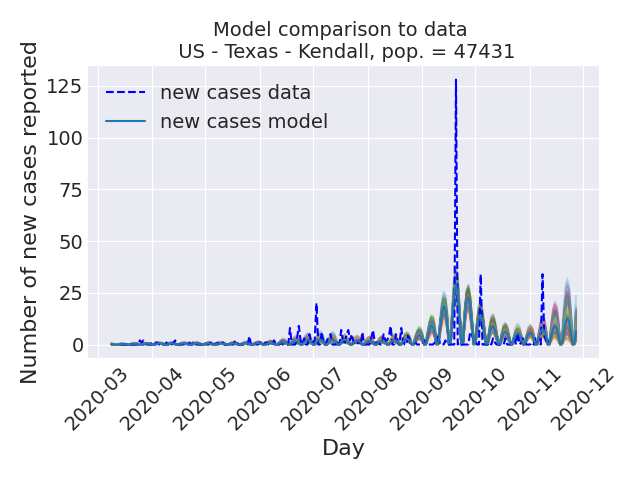 Model comparison to data
US - Texas - Kendall, pop. = 47431
Number of new cases reported
125
100
75
50
25
0
new cases data
new cases model
2020-03
2020-04
2020-05
2020-06
2020-07
2020-08
2020-09
2020-10
2020-11
2020-12
Day